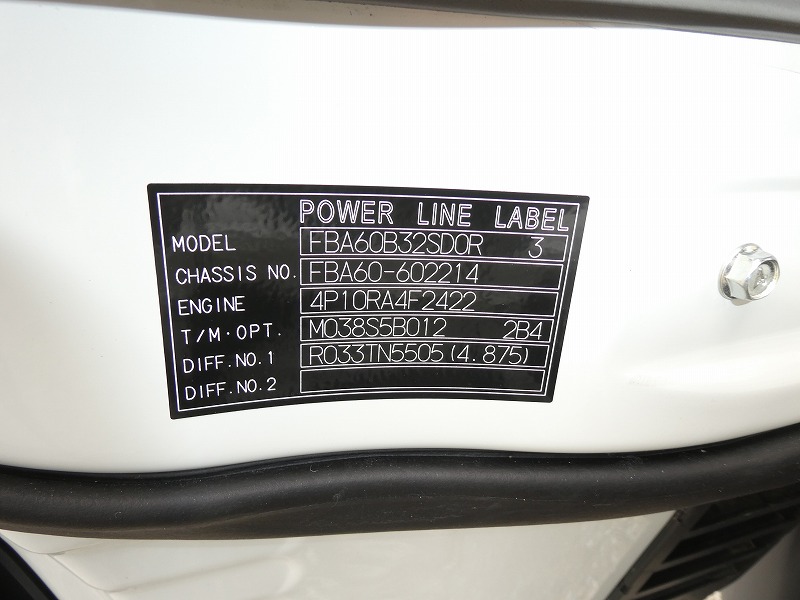 POWER LINE LABEL
MODEL FBA60B32SD0R 3
CHASSIS NO. FBA60-602214
ENGINE 4P10RA4F2422
T/M·OPT. M038S5B012 2B4
DIFF.NO.1 R033TN5505(4.875)
DIFF.NO.2